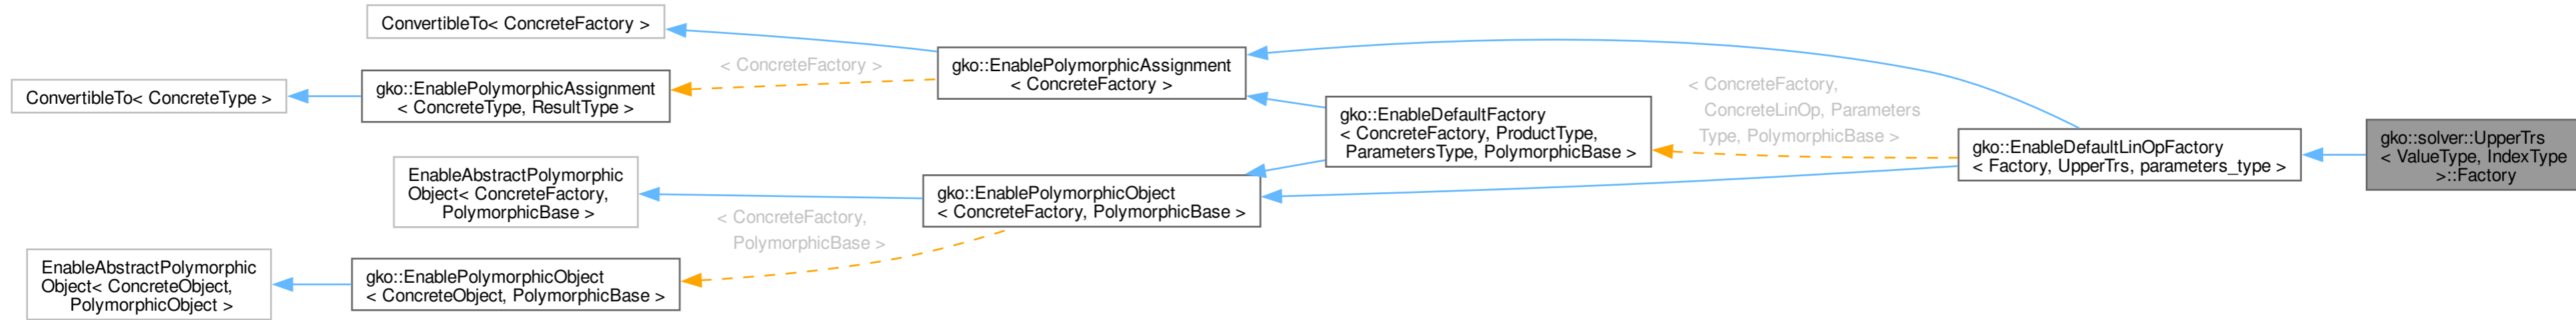 ConvertibleTo< ConcreteFactory >
ConvertibleTo< ConcreteType >
gko::EnablePolymorphicAssignment
< ConcreteType, ResultType >
< ConcreteFactory >
gko::EnablePolymorphicAssignment
< ConcreteFactory >
EnableAbstractPolymorphic
Object< ConcreteFactory,
PolymorphicBase >
gko::EnablePolymorphicObject
< ConcreteFactory, PolymorphicBase >
< ConcreteFactory,
PolymorphicBase >
EnableAbstractPolymorphic
Object< ConcreteObject,
PolymorphicObject >
gko::EnablePolymorphicObject
< ConcreteObject, PolymorphicBase >
gko::EnableDefaultFactory
< ConcreteFactory, ProductType,
ParametersType, PolymorphicBase >
< ConcreteFactory,
ConcreteLinOp, Parameters
Type, PolymorphicBase >
gko::EnableDefaultLinOpFactory
< Factory, UpperTrs, parameters_type >
gko::solver::UpperTrs
< ValueType, IndexType
>::Factory